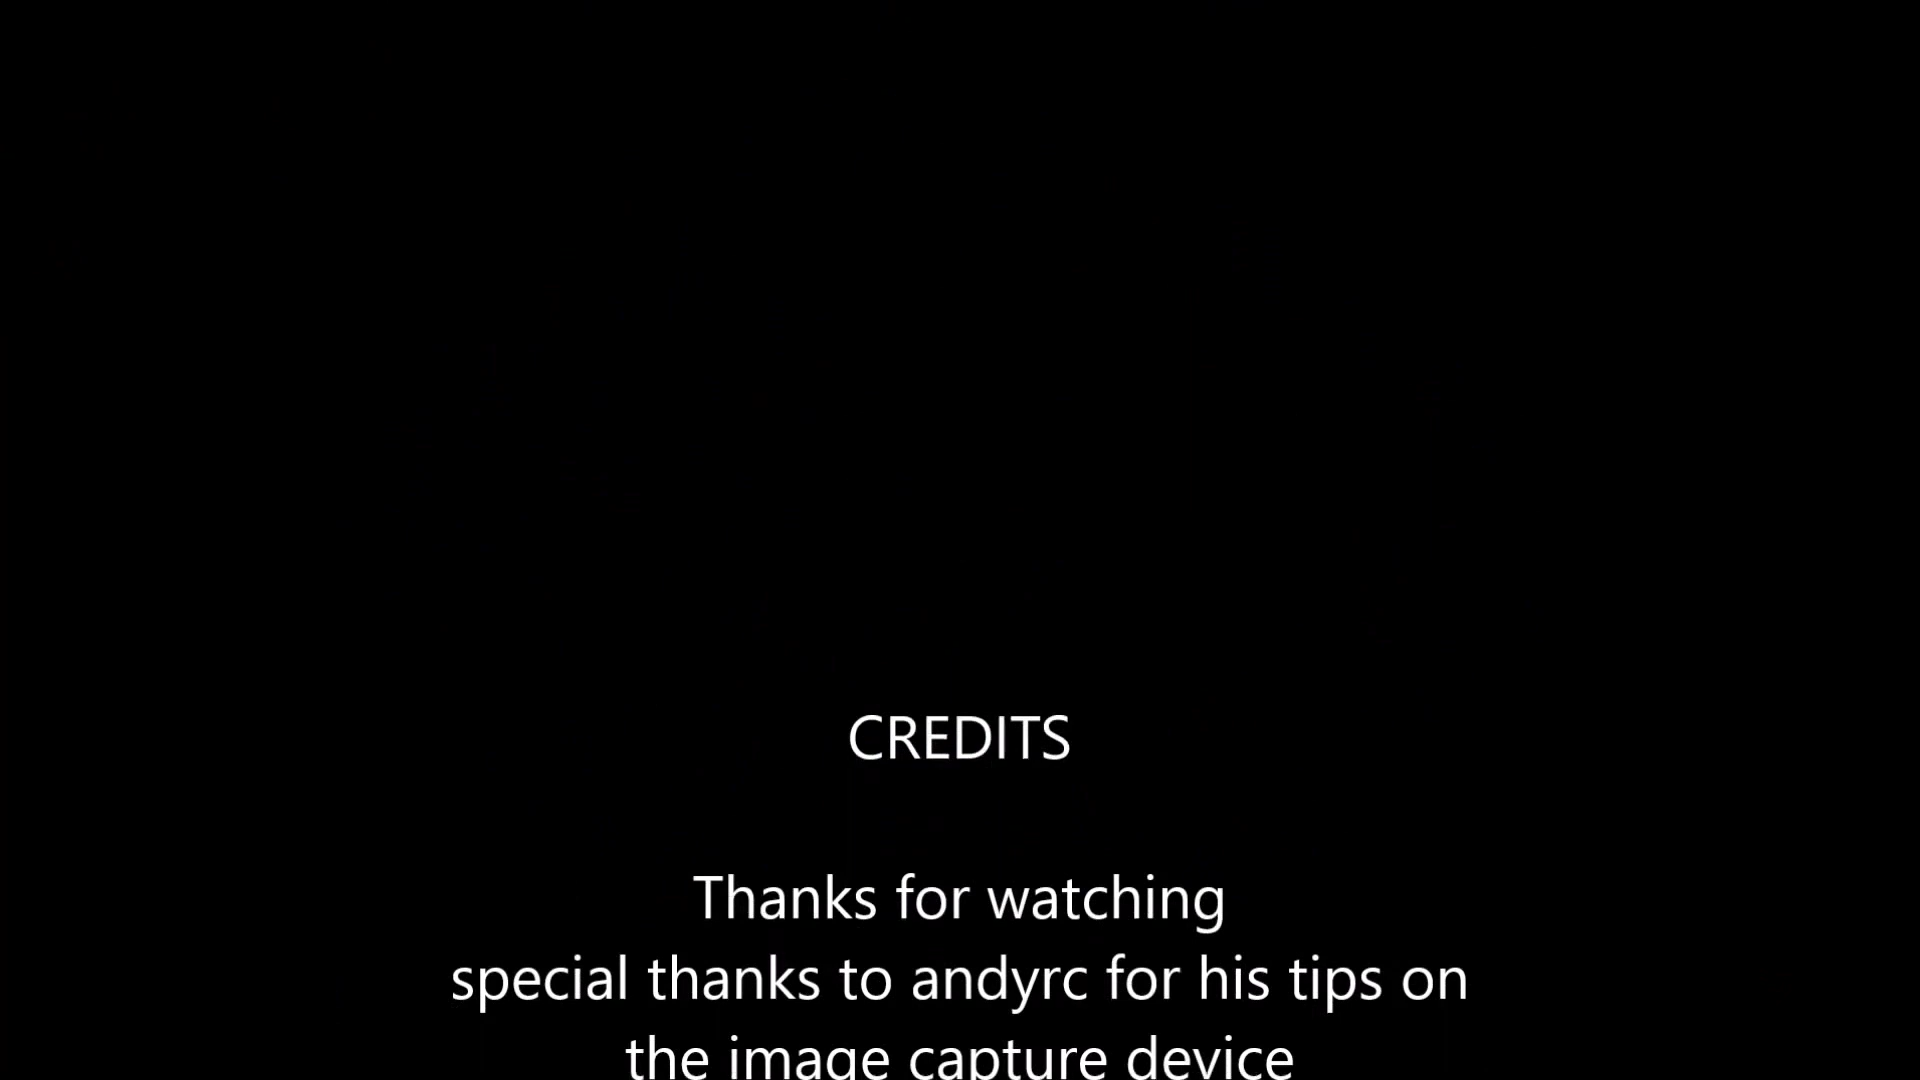 CREDITS
Thanks for watching
special thanks to andyrc for his tips on
the image capture device